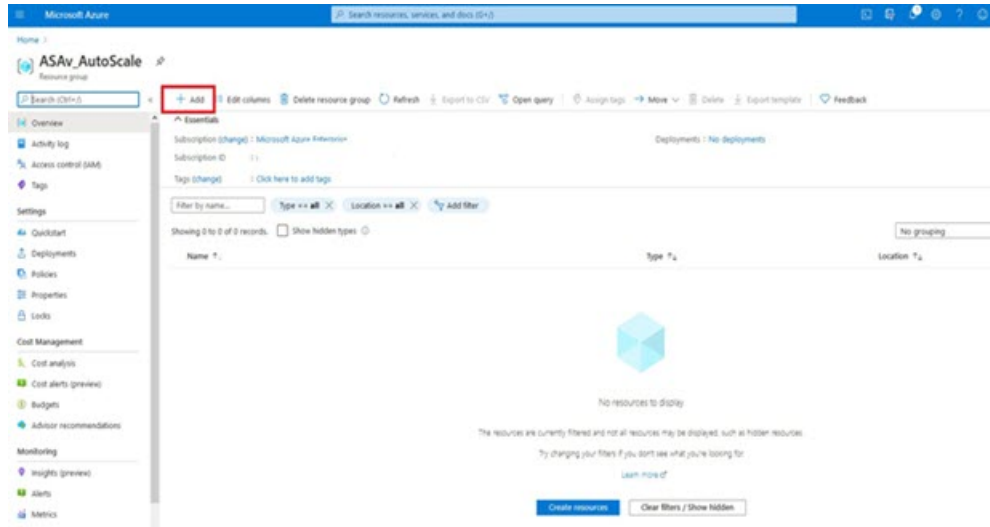 Microsoft Azure
Search resources, services, and docs (G+/)
Home >
ASAv_AutoScale
Resource group
Search (Ctrl+/)
«
+ Add
Edit columns
Delete resource group
Refresh
Export to CSV
Open query
Assign tags
Move
Delete
Export template
Feedback
Overview
Activity log
Access control (IAM)
Tags
Settings
Quickstart
Deployments
Policies
Properties
Locks
Cost Management
Cost analysis
Cost alerts (preview)
Budgets
Advisor recommendations
Monitoring
Insights (preview)
Alerts
Metrics
Essentials
Subscription (change) : Microsoft Azure Enterprise
Deployments : No deployments
Subscription ID
Tags (change) : Click here to add tags
Filter by name...
Type == all
Location == all
Add filter
Showing 0 to 0 of 0 records.
Show hidden types
No grouping
Name
Type
Location
No resources to display
The resources are currently filtered and not all resources may be displayed, such as hidden resources.
Try changing your filters if you don't see what you're looking for.
Learn more
Create resources
Clear filters / Show hidden